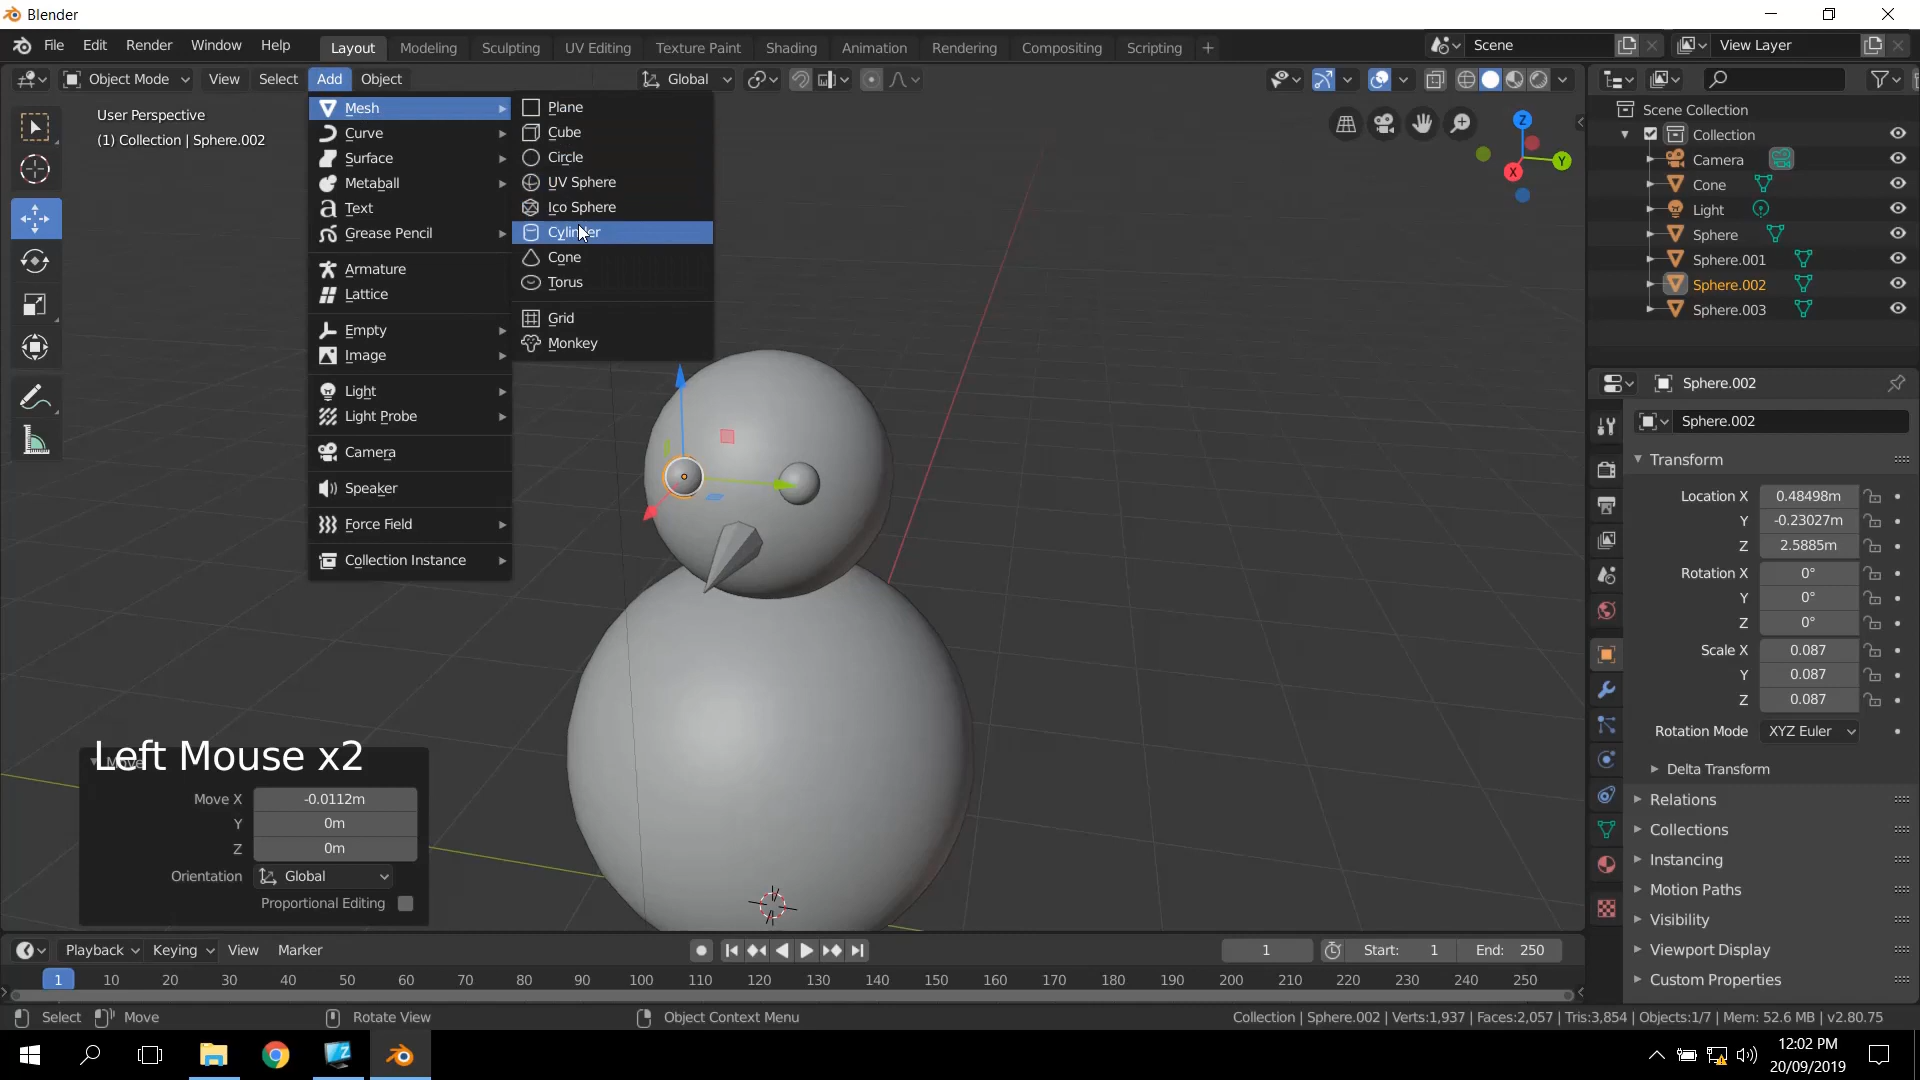 Blender
File Edit Render Window Help Layout Modeling Sculpting UV Editing Texture Paint Shading Animation Rendering Compositing Scripting + Scene View Layer
Object Mode View Select Add Object Global
User Perspective
(1) Collection | Sphere.002
Mesh
Curve
Surface
Metaball
Text
Grease Pencil
Armature
Lattice
Empty
Image
Light
Light Probe
Camera
Speaker
Force Field
Collection Instance
Plane
Cube
Circle
UV Sphere
Ico Sphere
Cylinder
Cone
Torus
Grid
Monkey
Z
Y
X
Scene Collection
Collection
Camera
Cone
Light
Sphere
Sphere.001
Sphere.002
Sphere.003
Sphere.002
Sphere.002
Transform
Location X 0.48498m
Y -0.23027m
Z 2.5885m
Rotation X 0°
Y 0°
Z 0°
Scale X 0.087
Y 0.087
Z 0.087
Rotation Mode XYZ Euler
Delta Transform
Relations
Collections
Instancing
Motion Paths
Visibility
Viewport Display
Custom Properties
Left Mouse x2
Move
Move X -0.0112m
Y 0m
Z 0m
Orientation Global
Proportional Editing
Playback Keying View Marker 1 Start: 1 End: 250
1 10 20 30 40 50 60 70 80 90 100 110 120 130 140 150 160 170 180 190 200 210 220 230 240 250
Select Move Rotate View Object Context Menu Collection | Sphere.002 | Verts:1,937 | Faces:2,057 | Tris:3,854 | Objects:1/7 | Mem: 52.6 MB | v2.80.75
12:02 PM
20/09/2019